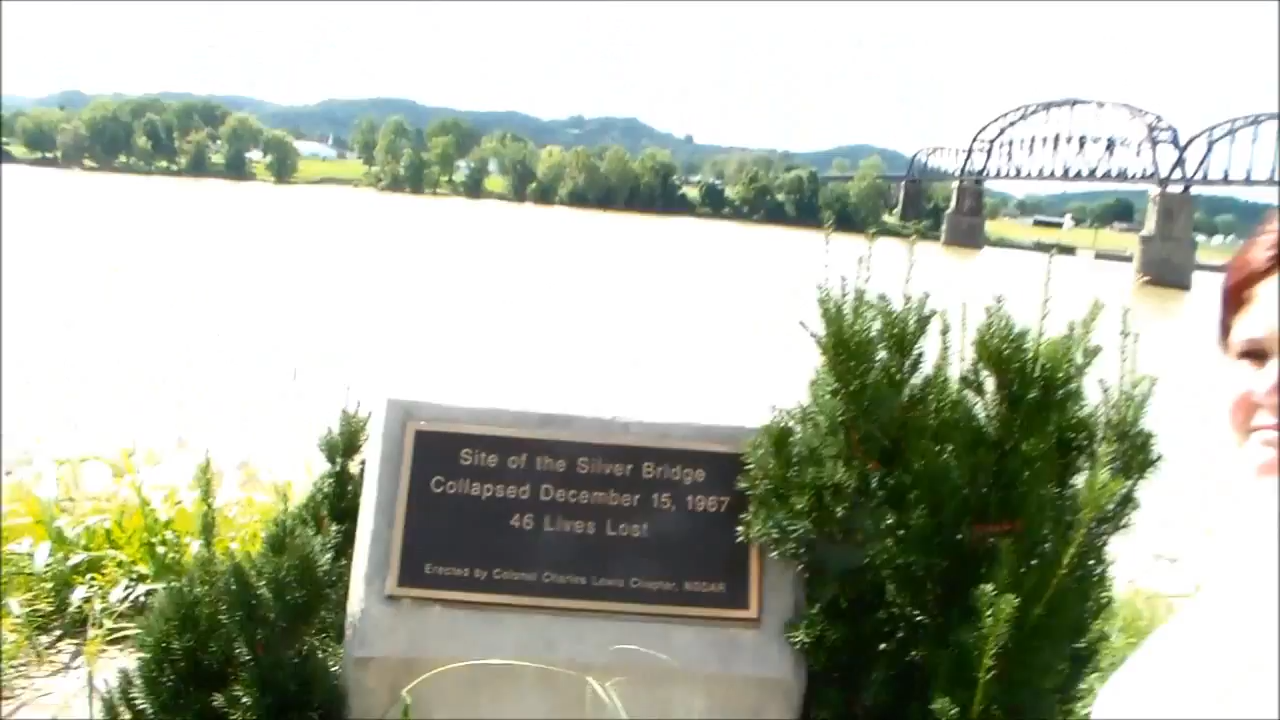 Site of the Silver Bridge
Collapsed December 15, 1967
46 Lives Lost
Erected by Colonel Charles Lewis Chapter, NSDAR